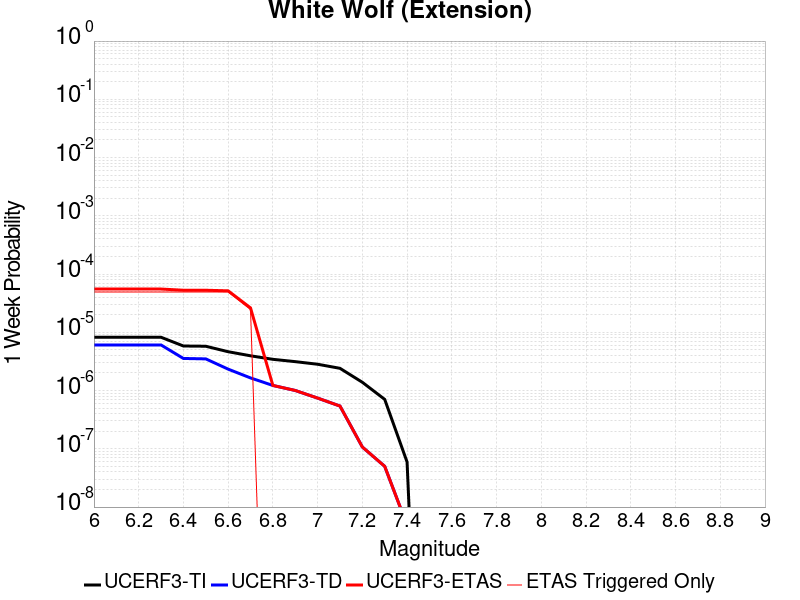 White Wolf (Extension)
10^0
10^-1
10^-2
10^-3
10^-4
10^-5
10^-6
10^-7
10^-8
1 Week Probability
6 6.2 6.4 6.6 6.8 7 7.2 7.4 7.6 7.8 8 8.2 8.4 8.6 8.8 9
Magnitude
UCERF3-TI UCERF3-TD UCERF3-ETAS ETAS Triggered Only